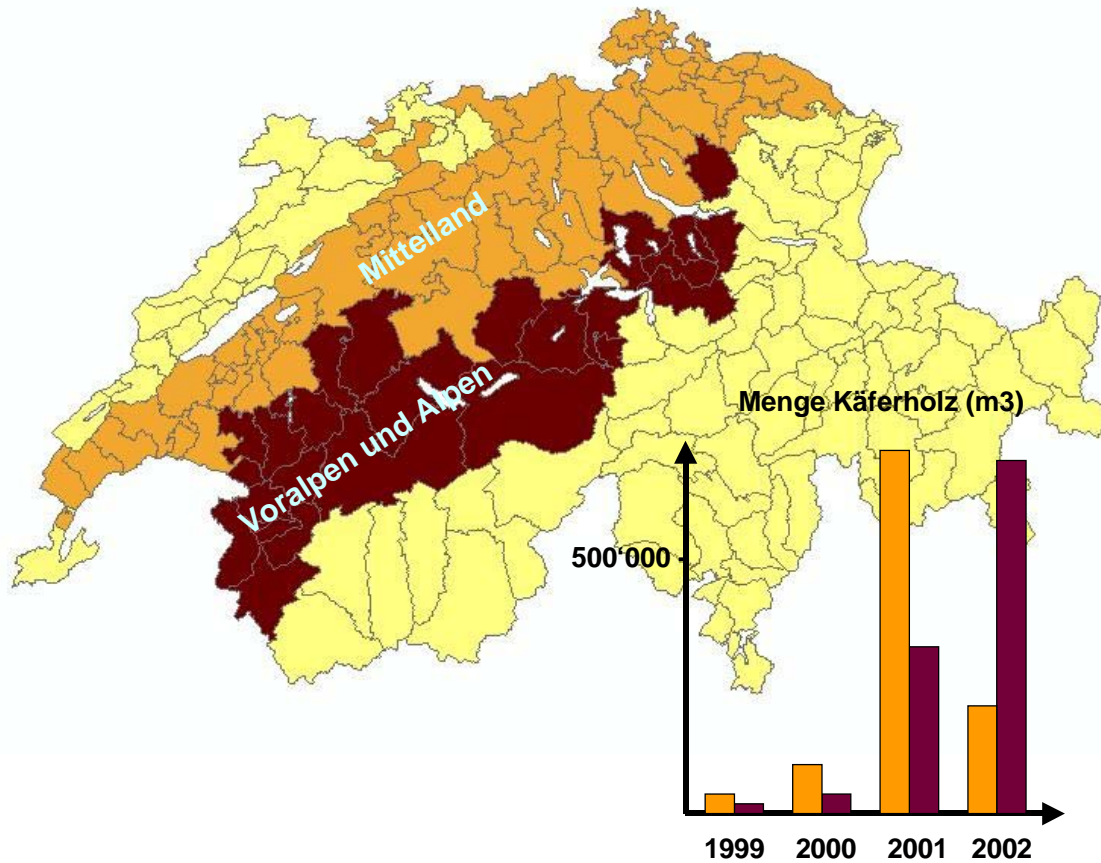 Mittelland
Voralpen und Alpen
Menge Käferholz (m3)
500‘000
1999 2000 2001 2002